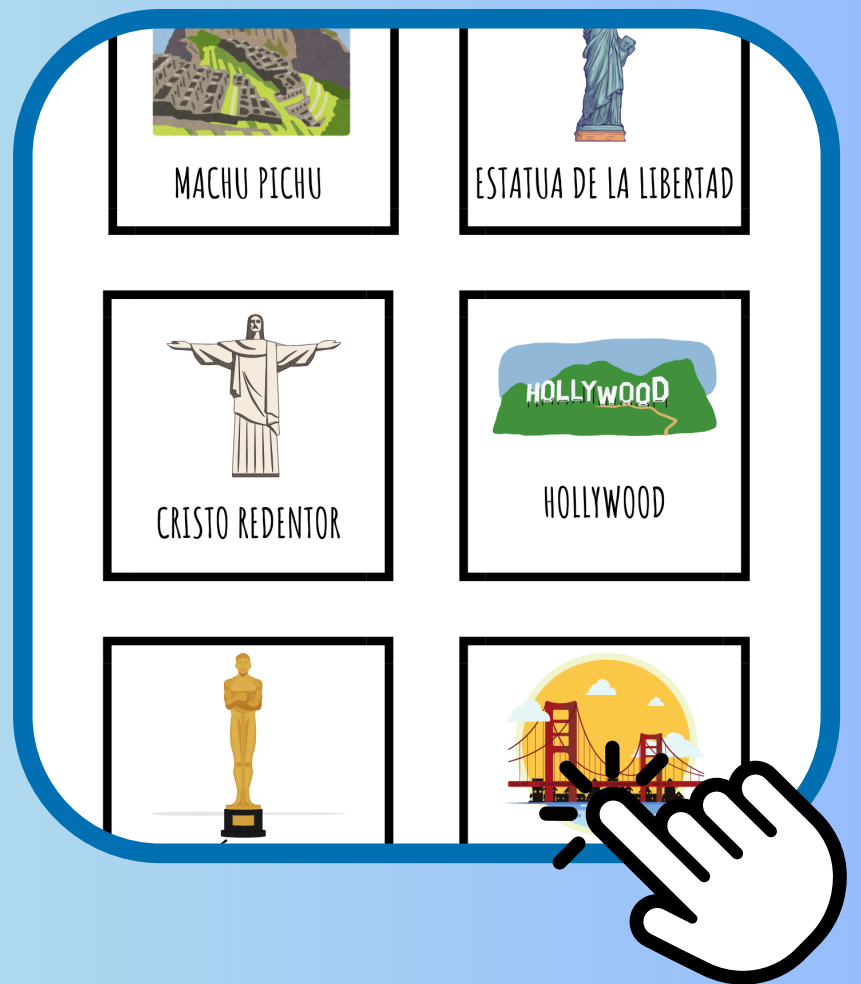 MACHU PICHU
ESTATUA DE LA LIBERTAD
CRISTO REDENTOR
HOLLYWOOD
HOLLYWOOD